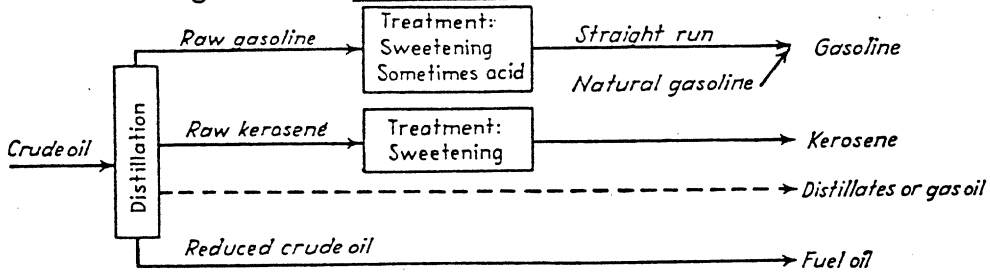 Raw gasoline
Treatment:
Sweetening
Sometimes acid
Straight run
Gasoline
Natural gasoline
Crude oil
Distillation
Raw kerosene
Treatment:
Sweetening
Kerosene
Distillates or gas oil
Reduced crude oil
Fuel oil